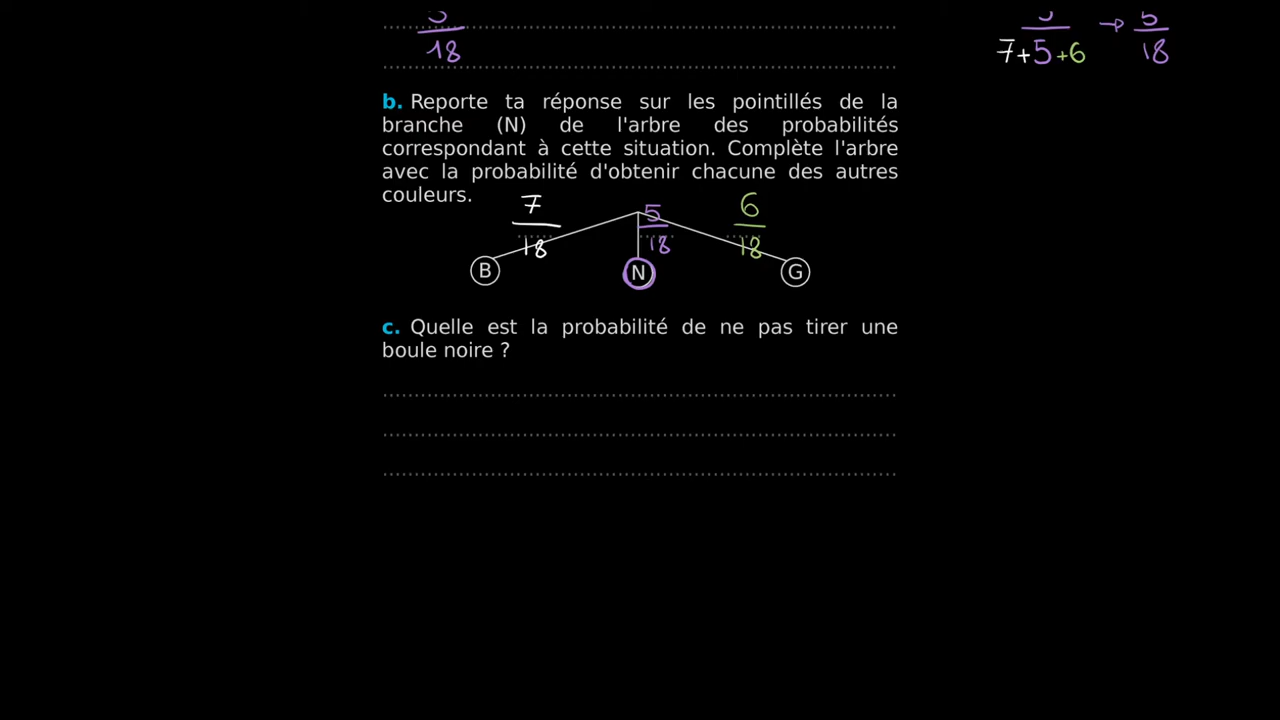 5 → 5
18 7+5+6 18
b. Reporte ta réponse sur les pointillés de la
branche (N) de l'arbre des probabilités
correspondant à cette situation. Complète l'arbre
avec la probabilité d'obtenir chacune des autres
couleurs.
7 5 6
18 18 18
B N G
c. Quelle est la probabilité de ne pas tirer une
boule noire ?